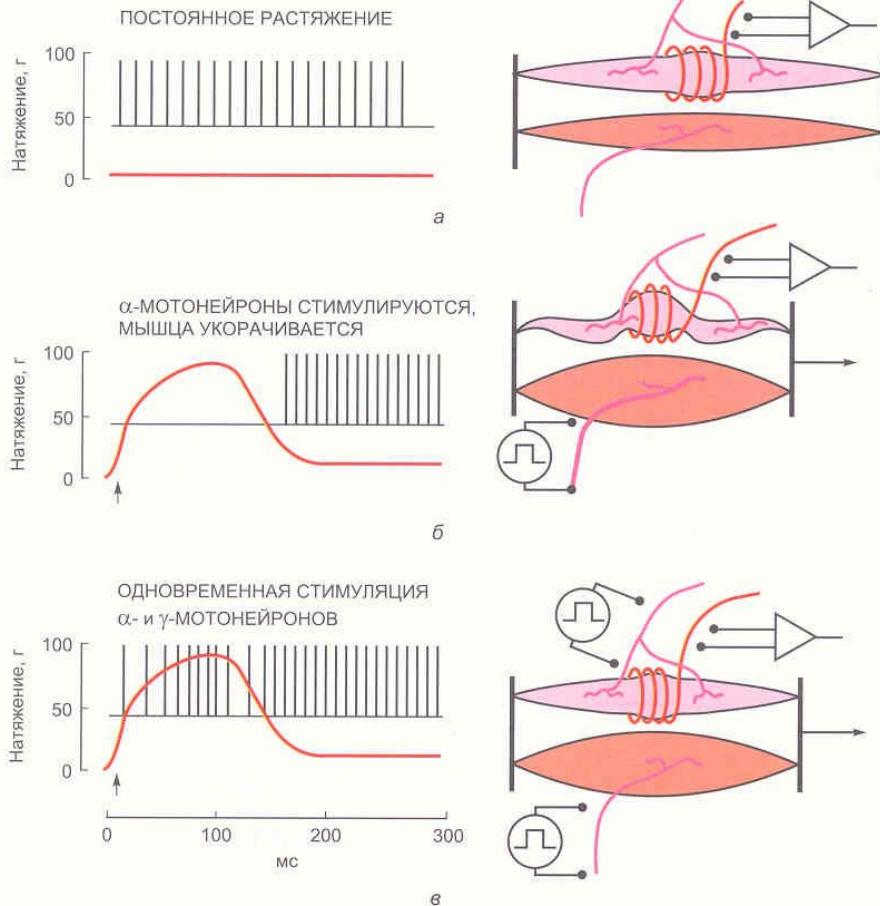 ПОСТОЯННОЕ РАСТЯЖЕНИЕ
100
50
0
Натяжение, г
а
α-МОТОНЕЙРОНЫ СТИМУЛИРУЮТСЯ,
МЫШЦА УКОРАЧИВАЕТСЯ
100
50
0
Натяжение, г
б
ОДНОВРЕМЕННАЯ СТИМУЛЯЦИЯ
α- и γ-МОТОНЕЙРОНОВ
100
50
0
Натяжение, г
0 100 200 300
мс
в